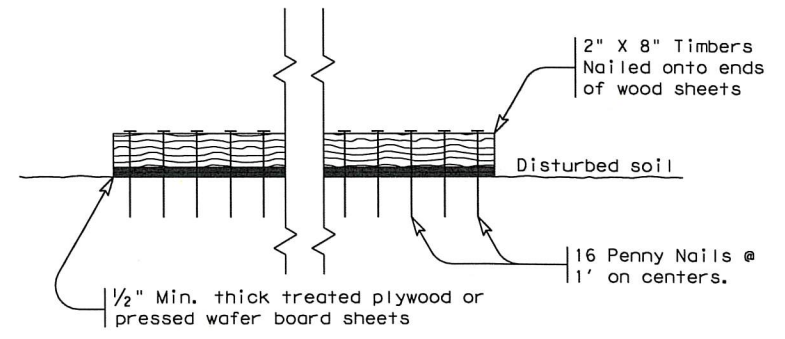 2" X 8" Timbers
Nailed onto ends
of wood sheets
Disturbed soil
16 Penny Nails @
1' on centers.
½" Min. thick treated plywood or
pressed wafer board sheets